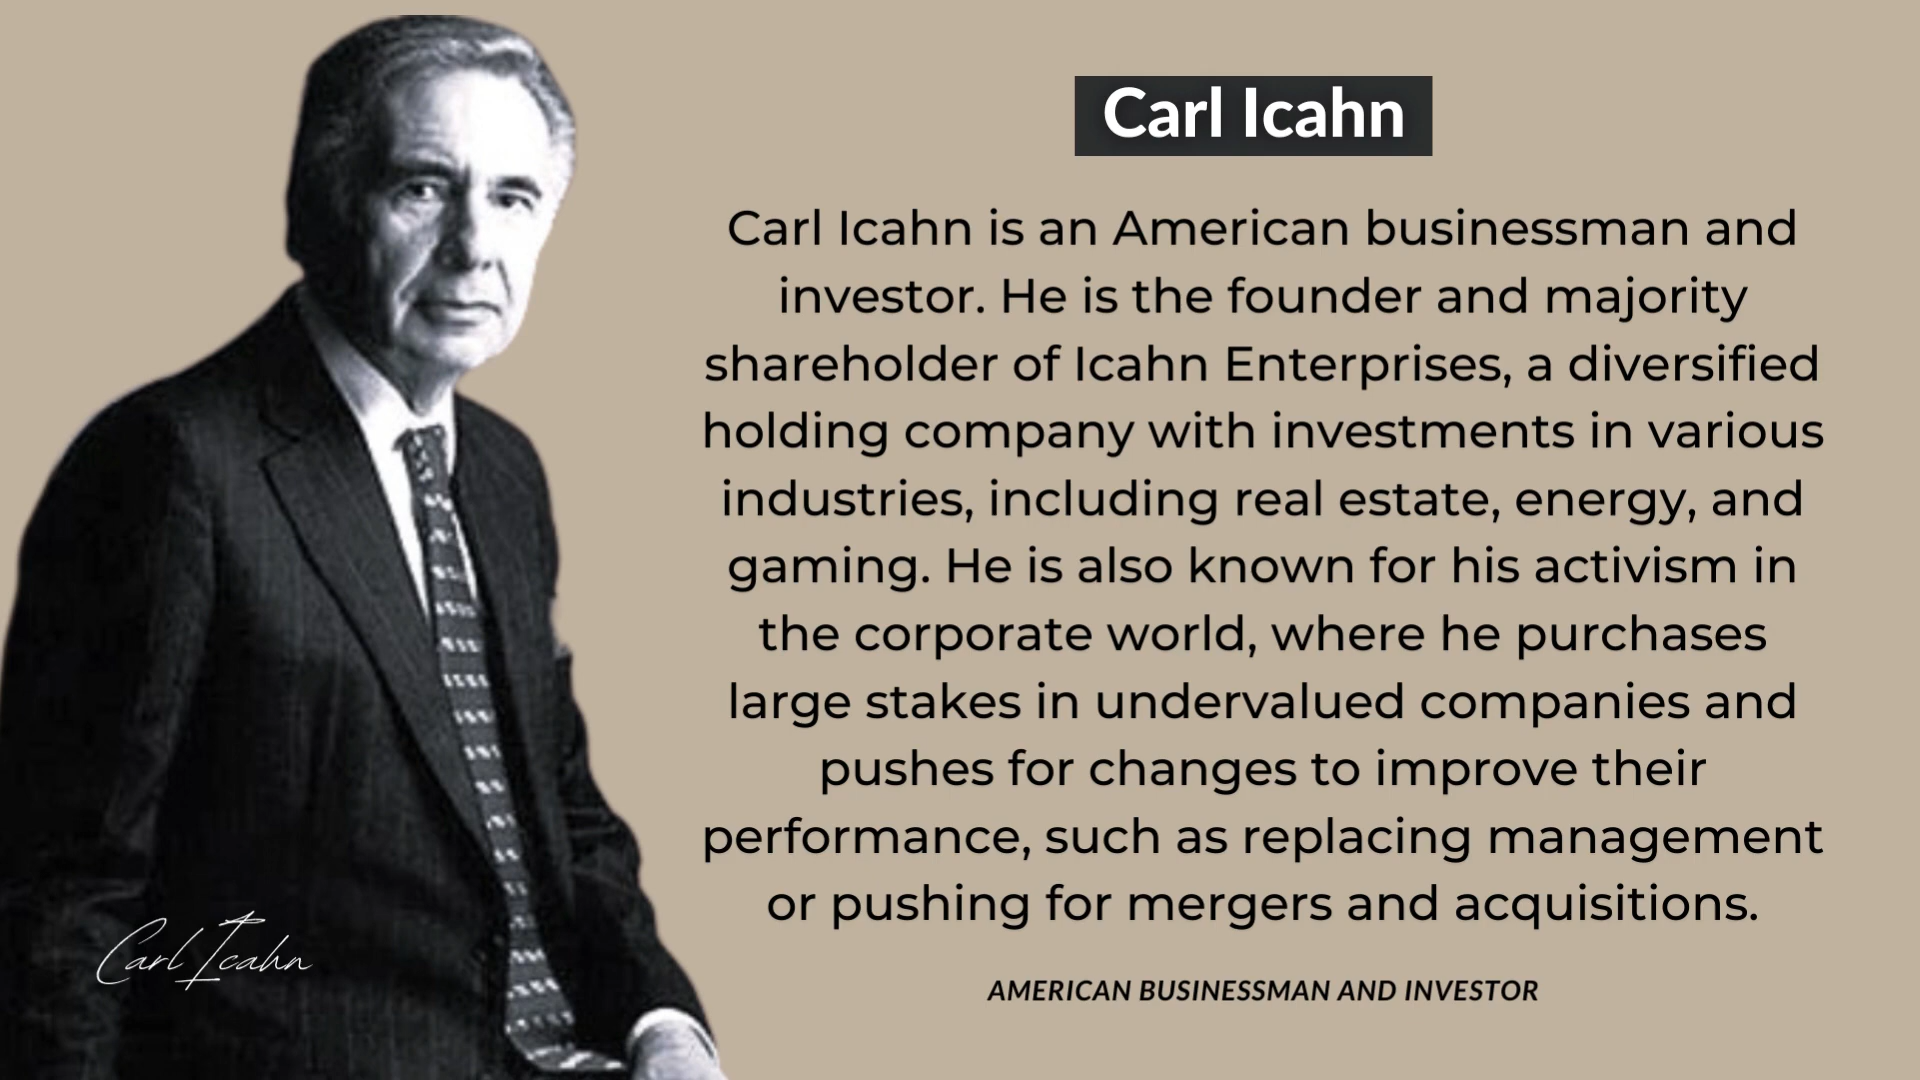 Carl Icahn
Carl Icahn is an American businessman and
investor. He is the founder and majority
shareholder of Icahn Enterprises, a diversified
holding company with investments in various
industries, including real estate, energy, and
gaming. He is also known for his activism in
the corporate world, where he purchases
large stakes in undervalued companies and
pushes for changes to improve their
performance, such as replacing management
or pushing for mergers and acquisitions.
Carl Icahn
AMERICAN BUSINESSMAN AND INVESTOR